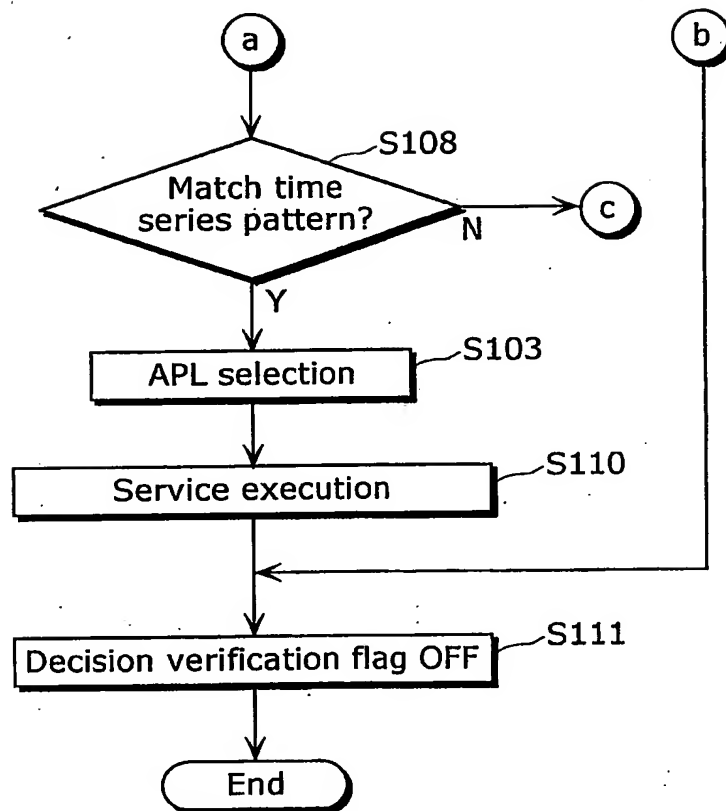 a
b
S108
Match time
series pattern?
N
c
Y
S103
APL selection
S110
Service execution
S111
Decision verification flag OFF
End